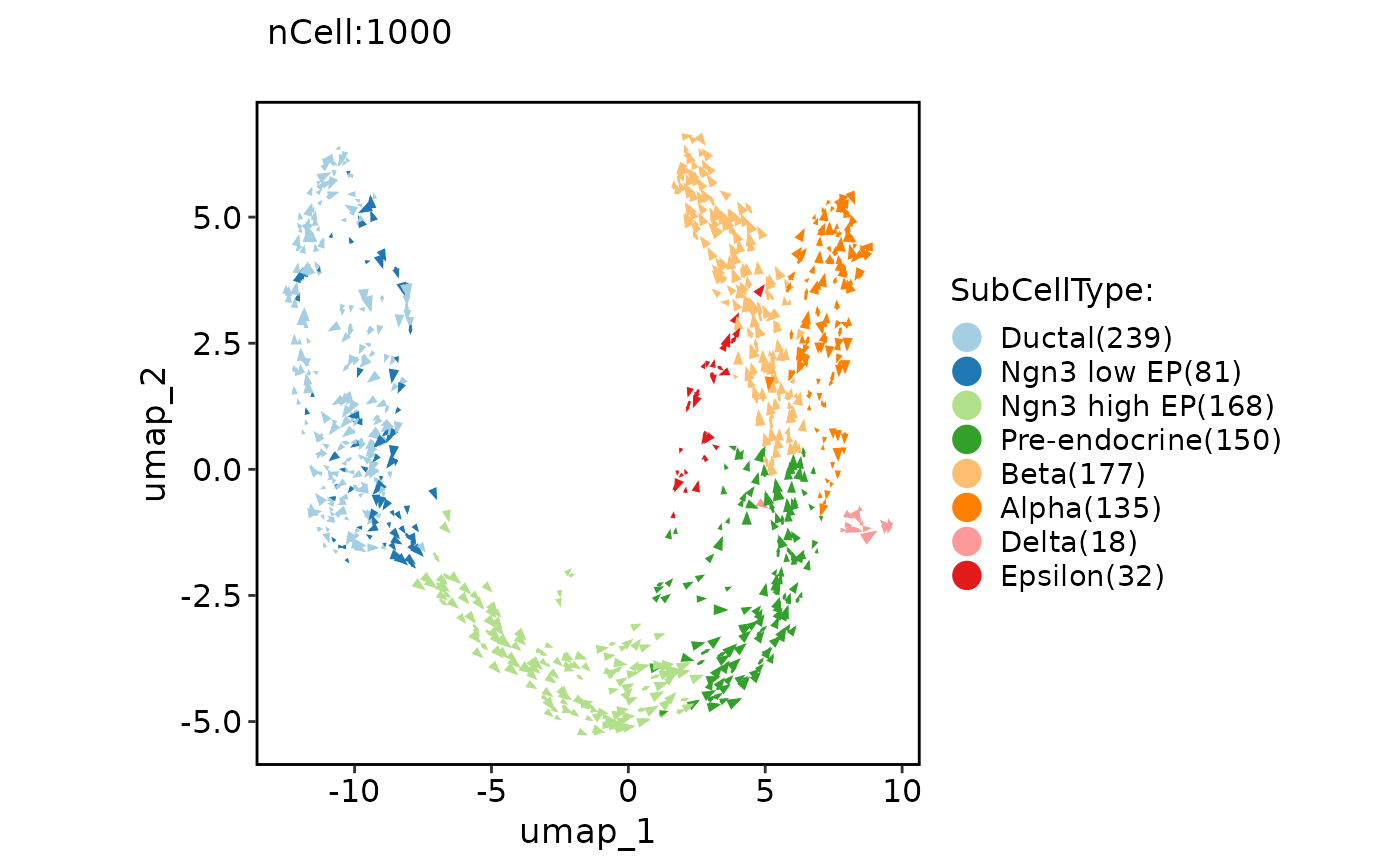 nCell:1000
umap_2
5.0
2.5
0.0
-2.5
-5.0
-10
-5
0
5
10
umap_1
SubCellType:
Ductal(239)
Ngn3 low EP(81)
Ngn3 high EP(168)
Pre-endocrine(150)
Beta(177)
Alpha(135)
Delta(18)
Epsilon(32)